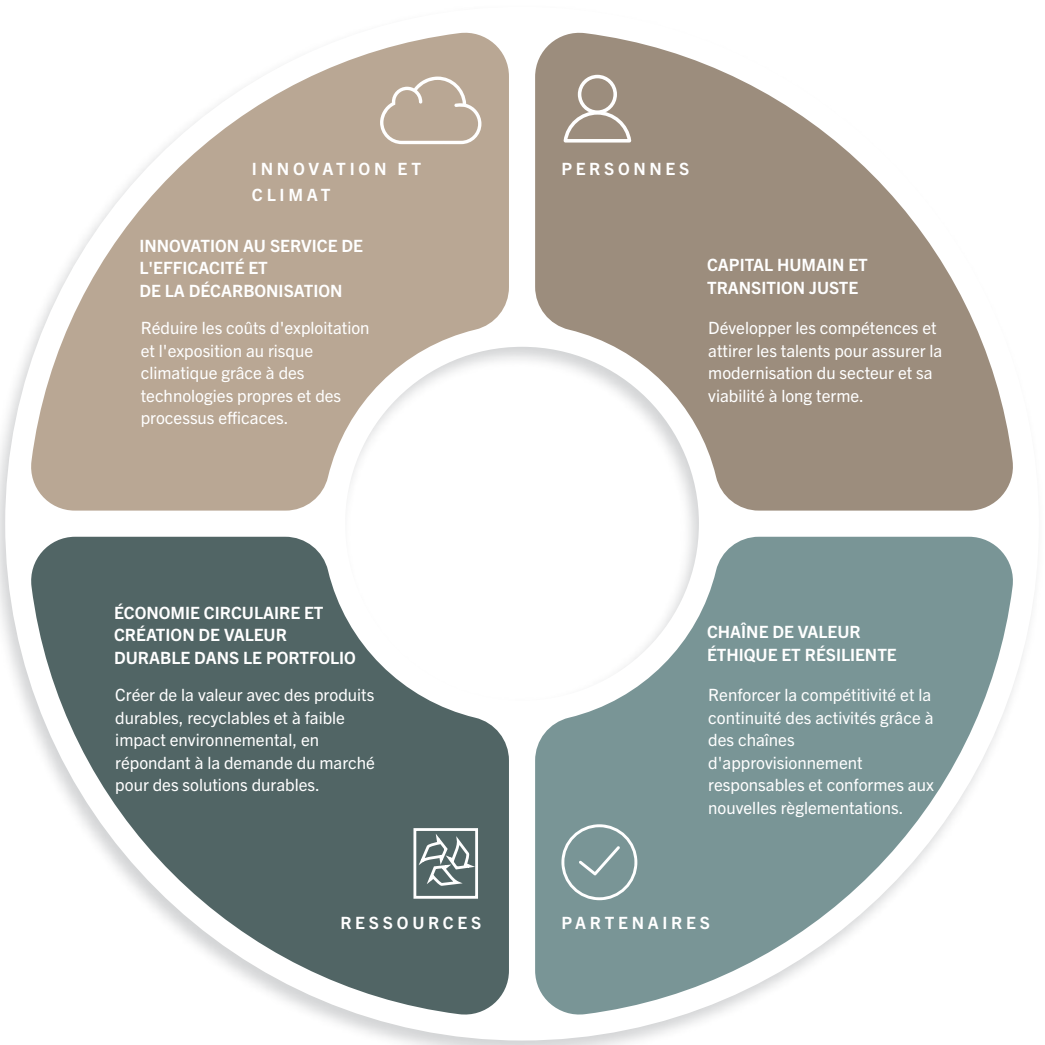 INNOVATION ET
CLIMAT
INNOVATION AU SERVICE DE
L'EFFICACITÉ ET
DE LA DÉCARBONISATION
Réduire les coûts d'exploitation
et l'exposition au risque
climatique grâce à des
technologies propres et des
processus efficaces.
PERSONNES
CAPITAL HUMAIN ET
TRANSITION JUSTE
Développer les compétences et
attirer les talents pour assurer la
modernisation du secteur et sa
viabilité à long terme.
ÉCONOMIE CIRCULAIRE ET
CRÉATION DE VALEUR
DURABLE DANS LE PORTFOLIO
Créer de la valeur avec des produits
durables, recyclables et à faible
impact environnemental, en
répondant à la demande du marché
pour des solutions durables.
RESSOURCES
CHAÎNE DE VALEUR
ÉTHIQUE ET RÉSILIENTE
Renforcer la compétitivité et la
continuité des activités grâce à
des chaînes
d'approvisionnement
responsables et conformes aux
nouvelles règlementations.
PARTENAIRES